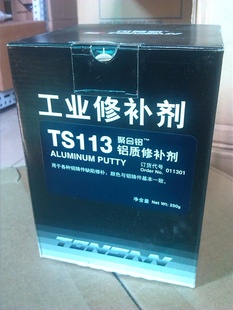 工业修补剂
TS113 聚合铝™ 铝质修补剂
ALUMINUM PUTTY
订货代号
Order No. 011301
用于各种铝铸件缺陷修补，颜色与铝铸件基本一致。
净含量 Net Wt. 250g
TONSAN